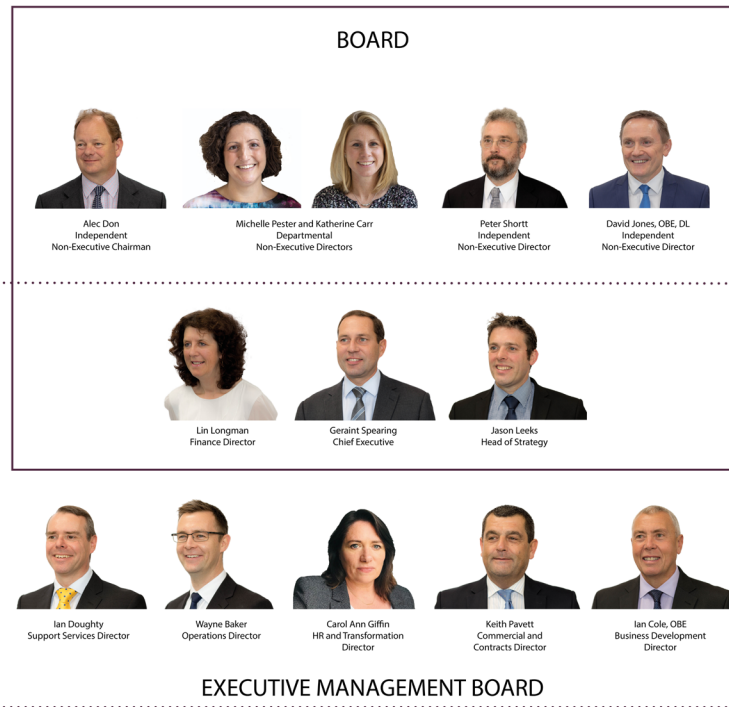 BOARD
Alec Don
Independent
Non-Executive Chairman
Michelle Pester and Katherine Carr
Departmental
Non-Executive Directors
Peter Shortt
Independent
Non-Executive Director
David Jones, OBE, DL
Independent
Non-Executive Director
Lin Longman
Finance Director
Geraint Spearing
Chief Executive
Jason Leeks
Head of Strategy
Ian Doughty
Support Services Director
Wayne Baker
Operations Director
Carol Ann Giffin
HR and Transformation
Director
Keith Pavett
Commercial and
Contracts Director
Ian Cole, OBE
Business Development
Director
EXECUTIVE MANAGEMENT BOARD